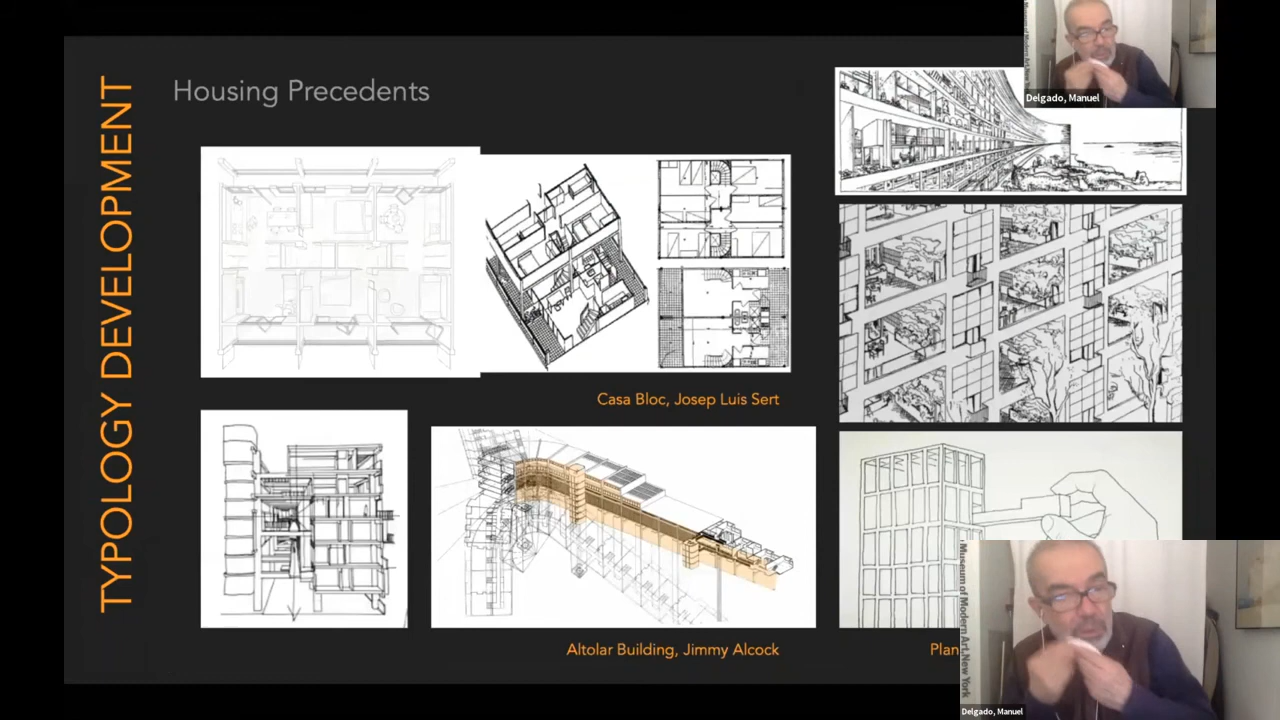 TYPOLOGY DEVELOPMENT
Housing Precedents
Delgado, Manuel
Casa Bloc, Josep Luis Sert
Altolar Building, Jimmy Alcock
Plan
Museum of Modern Art, New York
Delgado, Manuel